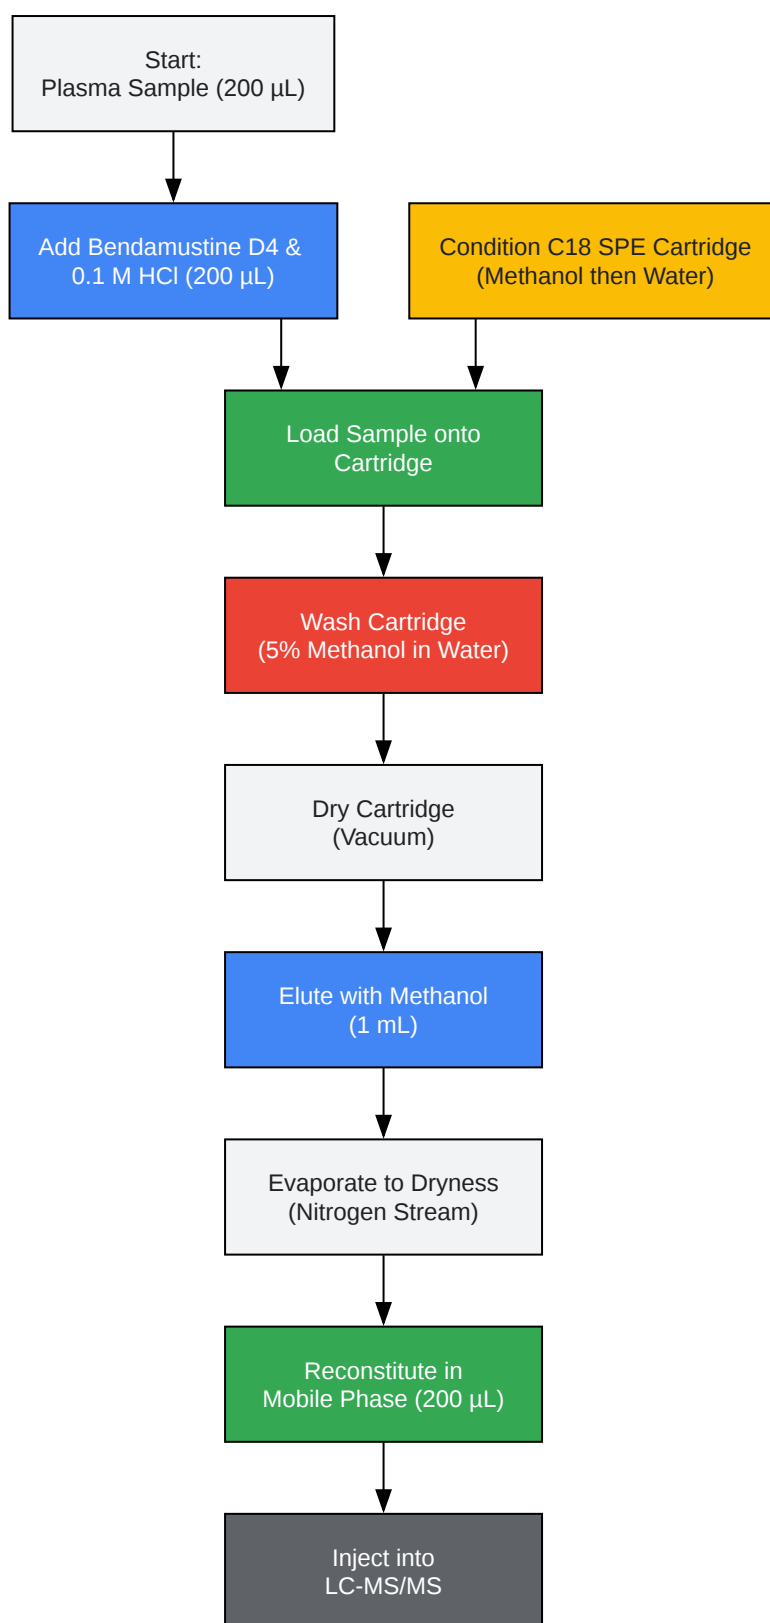 Start:
Plasma Sample (200 µL)
Add Bendamustine D4 &
0.1 M HCl (200 µL)
Condition C18 SPE Cartridge
(Methanol then Water)
Load Sample onto
Cartridge
Wash Cartridge
(5% Methanol in Water)
Dry Cartridge
(Vacuum)
Elute with Methanol
(1 mL)
Evaporate to Dryness
(Nitrogen Stream)
Reconstitute in
Mobile Phase (200 µL)
Inject into
LC-MS/MS